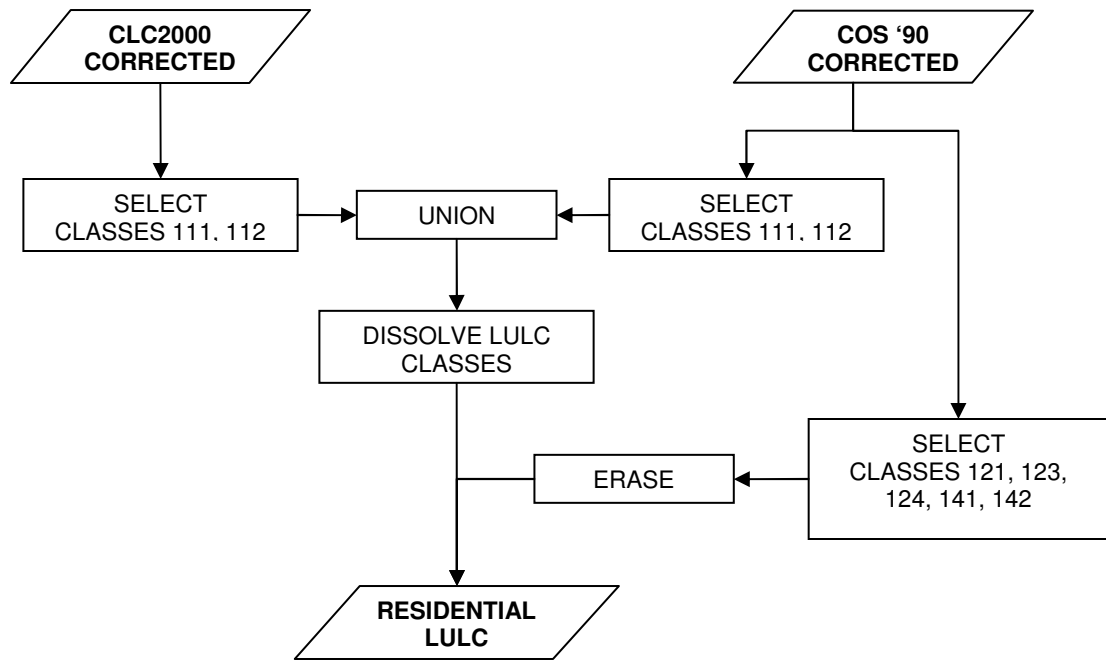 CLC2000
CORRECTED
COS ‘90
CORRECTED
SELECT
CLASSES 111, 112
UNION
SELECT
CLASSES 111, 112
DISSOLVE LULC
CLASSES
SELECT
CLASSES 121, 123,
124, 141, 142
ERASE
RESIDENTIAL
LULC